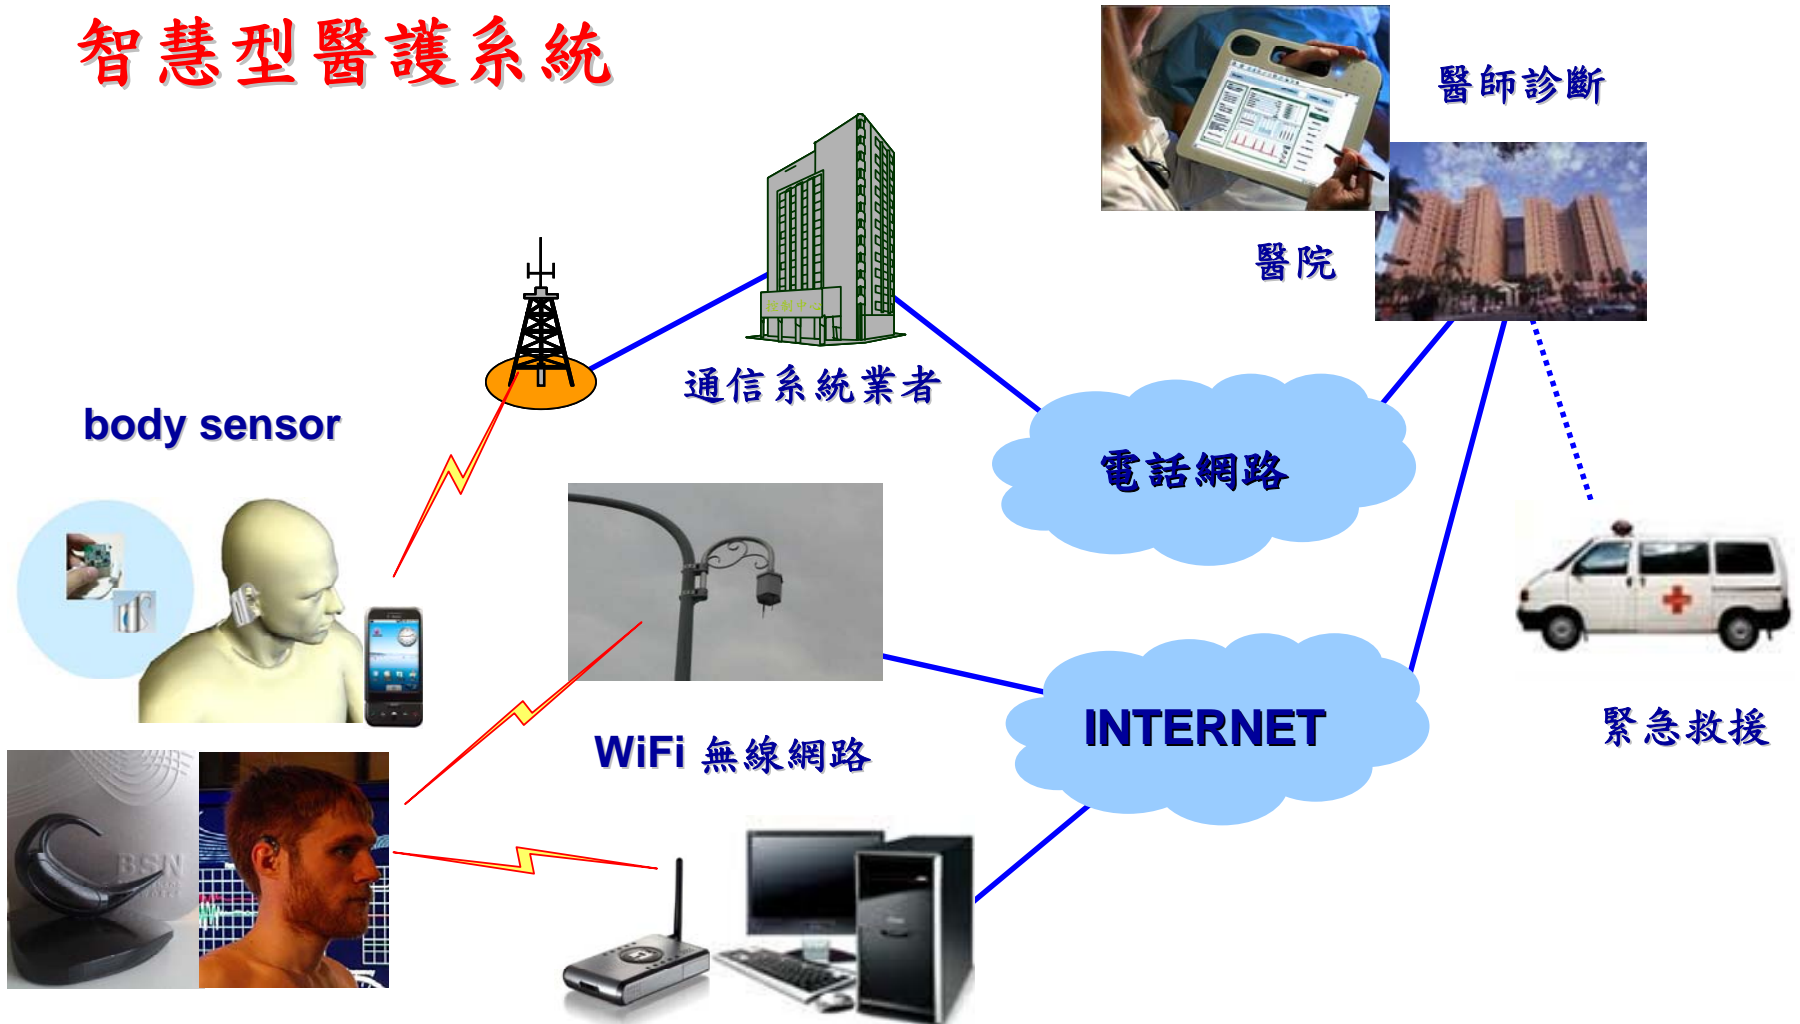 智慧型醫護系統
醫師診斷
醫院
通信系統業者
body sensor
電話網路
INTERNET
WiFi 無線網路
緊急救援
BSN